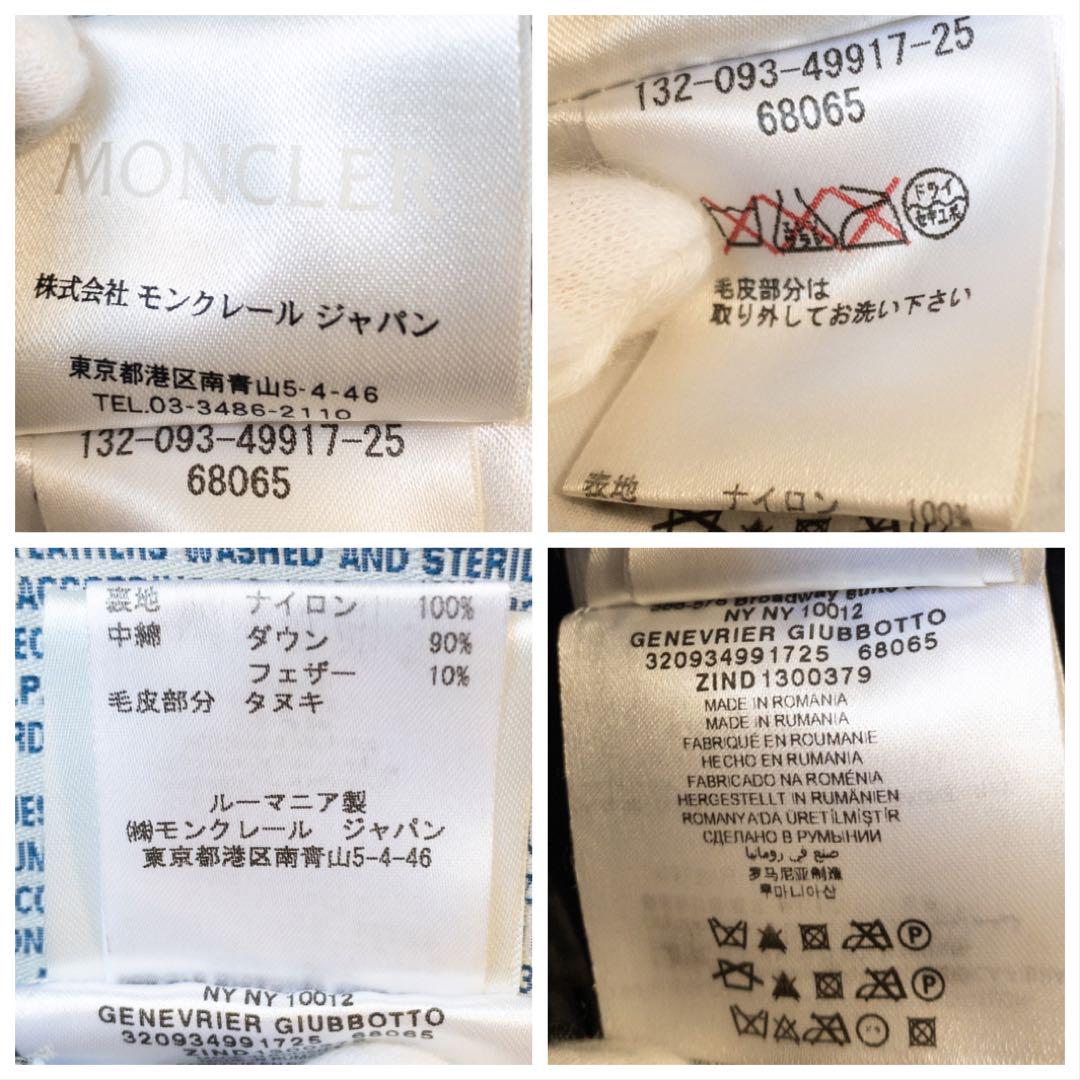 MONCLER
株式会社 モンクレール ジャパン
東京都港区南青山5-4-46
TEL.03-3486-2110
132-093-49917-25
68065
132-093-49917-25
68065
ドライ
セキユ系
毛皮部分は
取り外してお洗い下さい
表地 ナイロン 100%
WASHED AND STERIL
表地 ナイロン 100%
中綿 ダウン 90%
フェザー 10%
毛皮部分 タヌキ
ルーマニア製
㈱モンクレール ジャパン
東京都港区南青山5-4-46
NY NY 10012
GENEVRIER GIUBBOTTO
320934991725 68065
Broadway
NY NY 10012
GENEVRIER GIUBBOTTO
320934991725 68065
ZIND1300379
MADE IN ROMANIA
MADE IN RUMANIA
FABRIQUÉ EN ROUMANIE
HECHO EN RUMANIA
FABRICADO NA ROMÉNIA
HERGESTELLT IN RUMÄNIEN
ROMANYA'DA ÜRETİLMİŞTİR
СДЕЛАНО В РУМЫНИИ
صنع في رومانيا
罗马尼亚制造
루마니아산
P
P